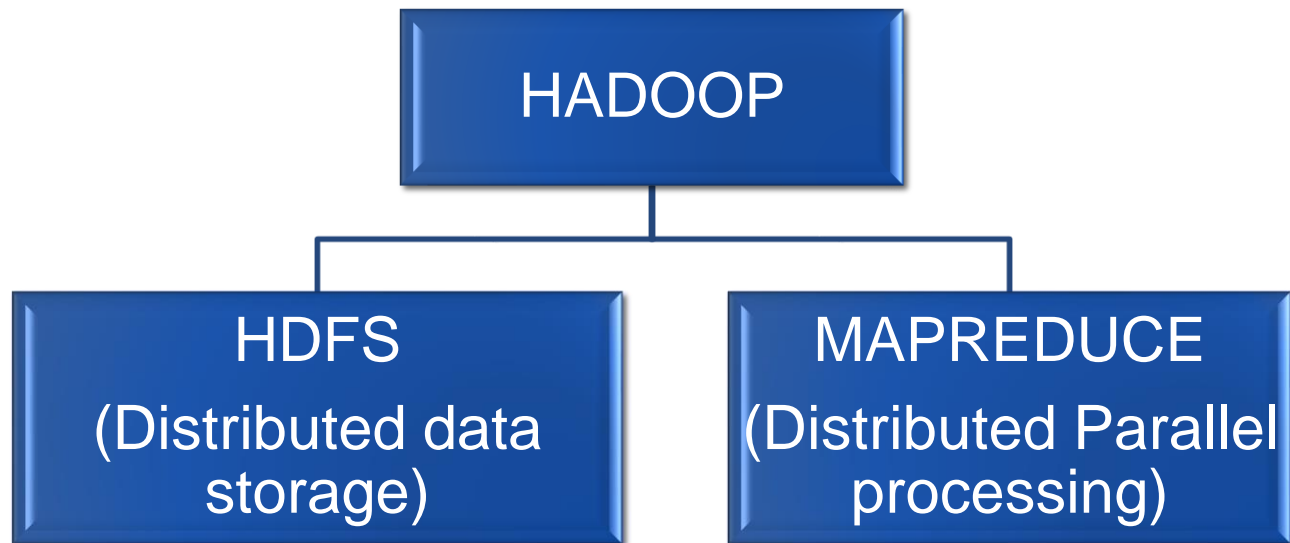 HADOOP
HDFS
(Distributed data
storage)
MAPREDUCE
(Distributed Parallel
processing)